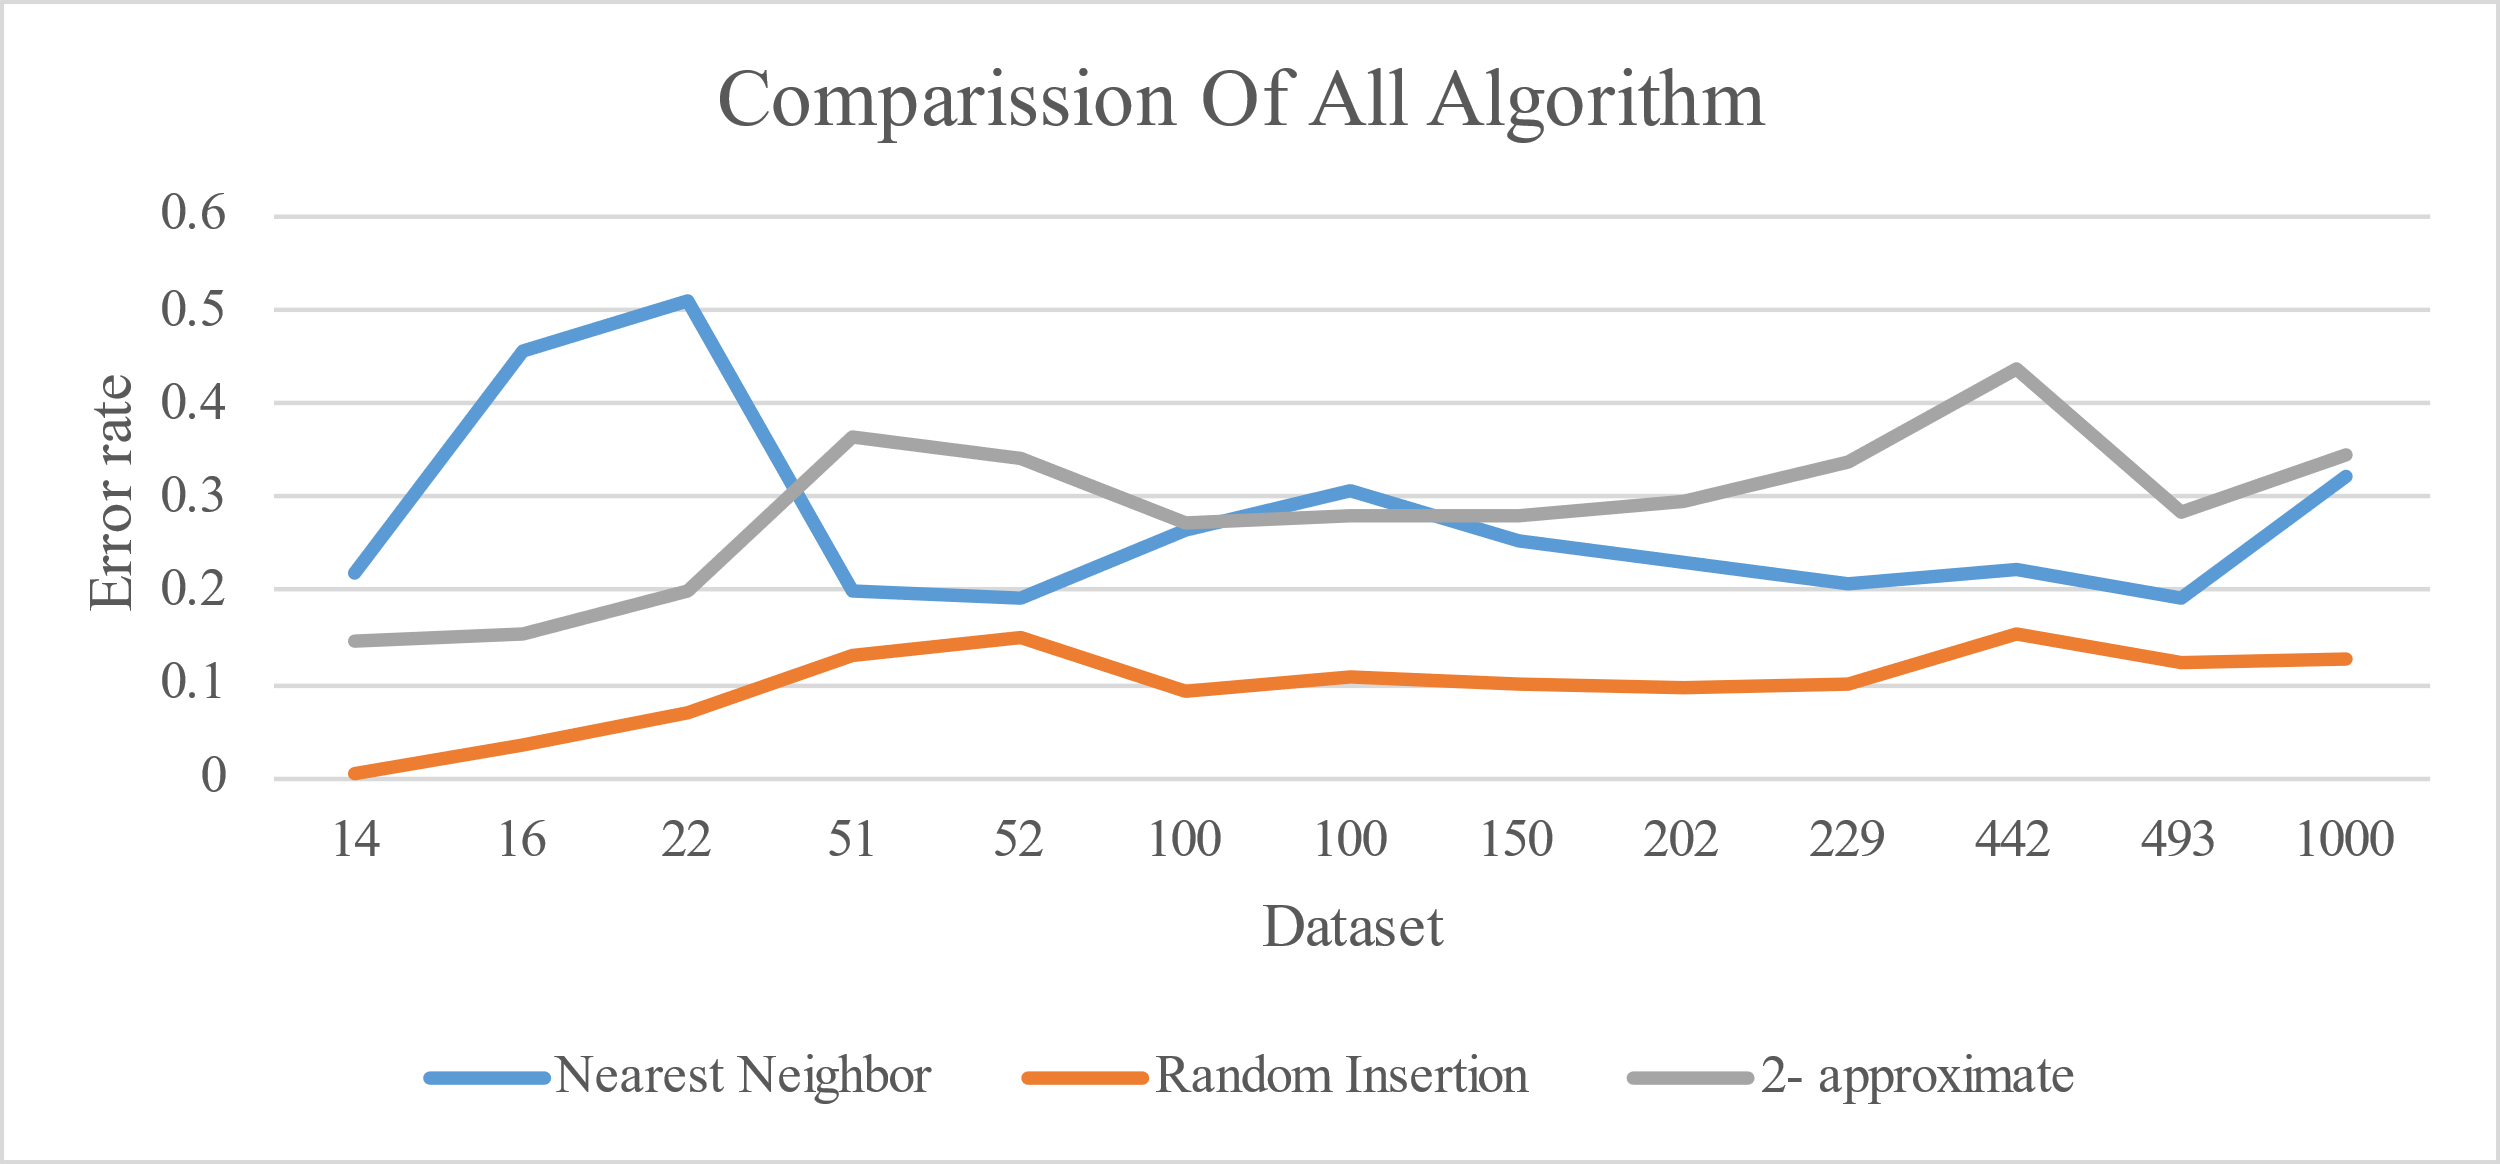 Comparission Of All Algorithm
0.6
0.5
0.4
0.3
0.2
0.1
0
Error rate
14 16 22 51 52 100 100 150 202 229 442 493 1000
Dataset
Nearest Neighbor Random Insertion 2- approximate